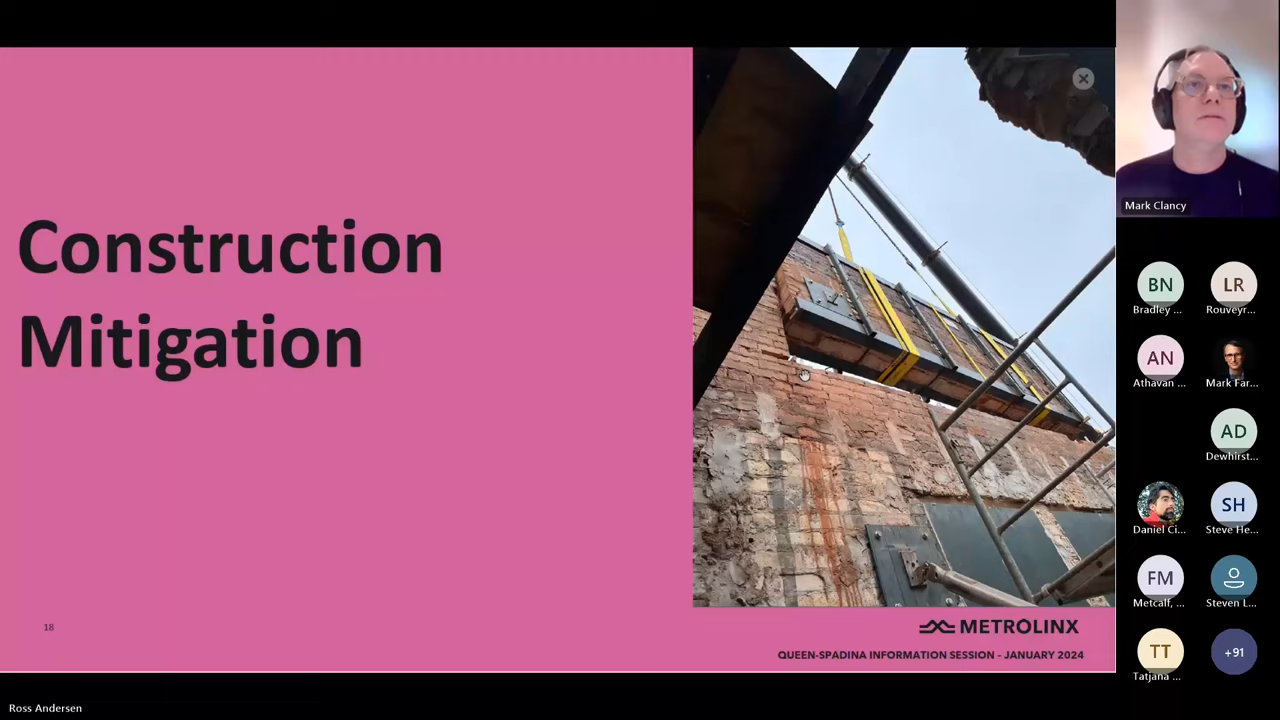 Construction
Mitigation
18
METROLINX
QUEEN-SPADINA INFORMATION SESSION - JANUARY 2024
Mark Clancy
BN
Bradley ...
LR
Rouveyr...
AN
Athavan ...
Mark Far...
AD
Dewhirst...
Daniel Ci...
SH
Steve He...
FM
Metcalf, ...
Steven L...
TT
Tatjana ...
+91
Ross Andersen